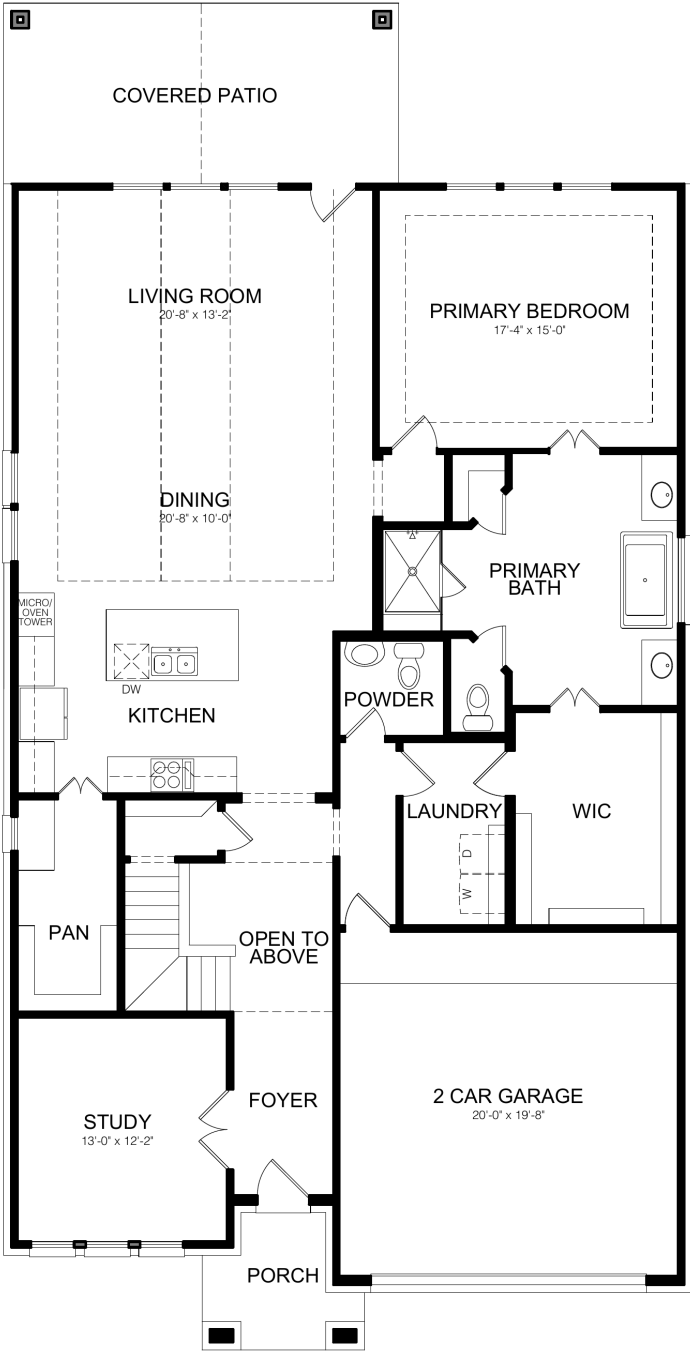 COVERED PATIO
LIVING ROOM
20'-8" x 13'-2"
PRIMARY BEDROOM
17'-4" x 15'-0"
DINING
20'-8" x 10'-0"
PRIMARY
BATH
MICRO/
OVEN
TOWER
DW
KITCHEN
POWDER
LAUNDRY
WIC
D
W
PAN
OPEN TO
ABOVE
FOYER
2 CAR GARAGE
20'-0" x 19'-8"
STUDY
13'-0" x 12'-2"
PORCH